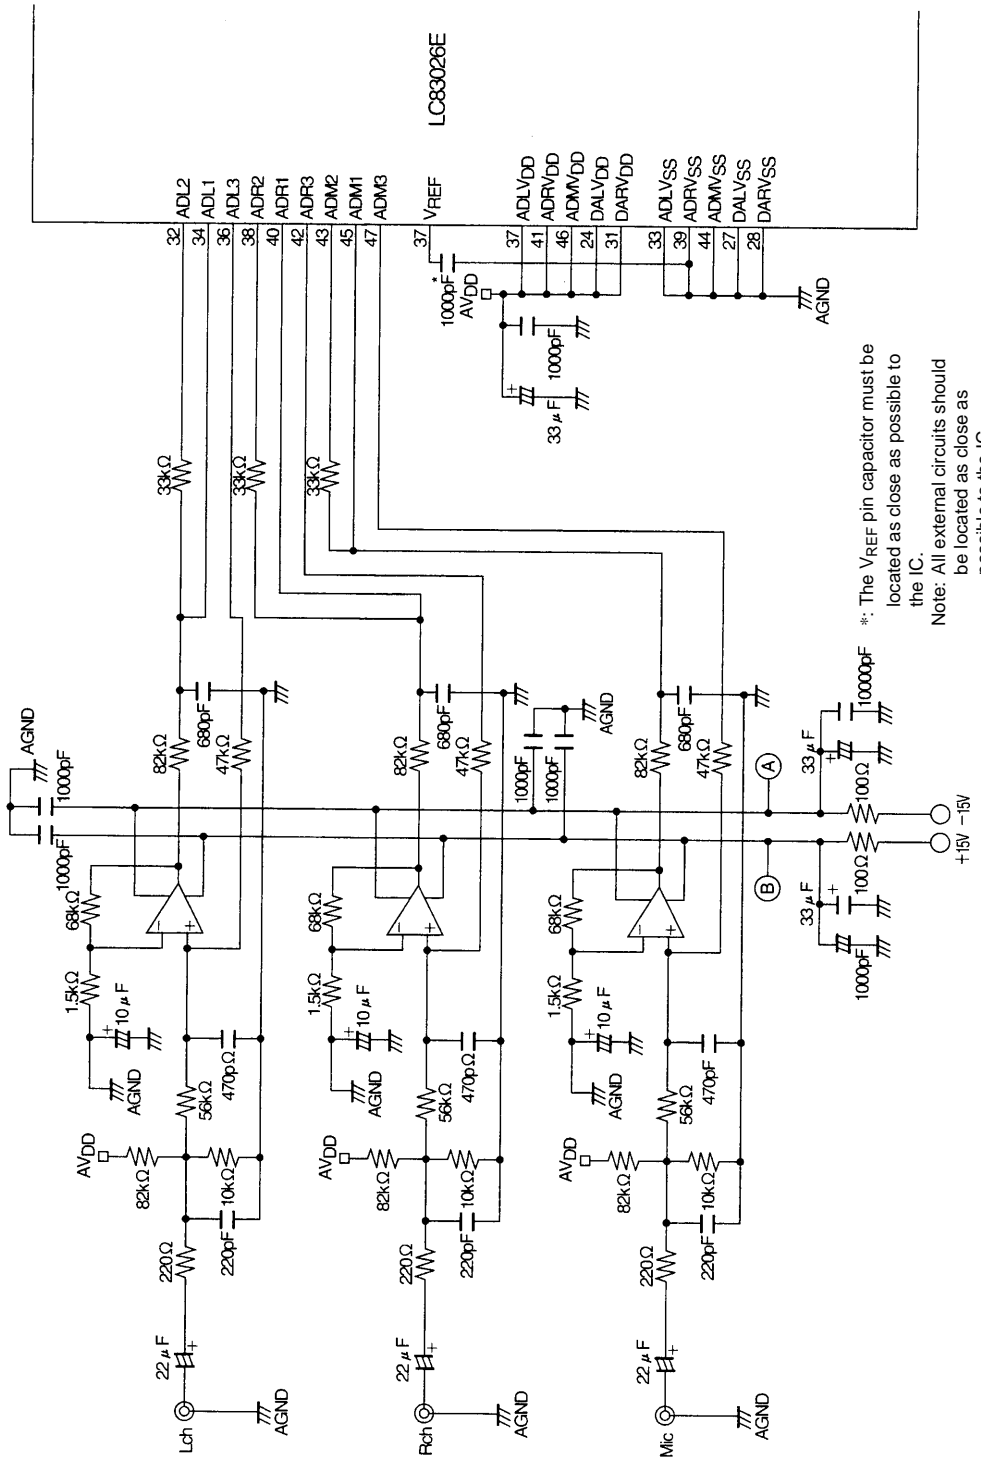 LC83026E
32 ADL2
34 ADL1
36 ADL3
38 ADR2
40 ADR1
42 ADR3
43 ADM2
45 ADM1
47 ADM3
37 VREF
37 ADLVDD
41 ADRVDD
46 ADMVDD
24 DALVDD
31 DARVDD
33 ADLVSS
39 ADRVSS
44 ADMVSS
27 DALVSS
28 DARVSS
1000pF*
AVDD
1000pF
33μF
+
AGND
33kΩ
33kΩ
33kΩ
AGND
1000pF
1000pF
Lch
AGND
22μF
+
220Ω
220pF
AVDD
82kΩ
10kΩ
56kΩ
470pΩ
AGND
10μF
+
1.5kΩ
68kΩ
−
+
82kΩ
680pF
47kΩ
Rch
AGND
22μF
+
220Ω
220pF
AVDD
82kΩ
10kΩ
56kΩ
470pΩ
AGND
10μF
+
1.5kΩ
68kΩ
−
+
82kΩ
680pF
47kΩ
1000pF
1000pF
AGND
Mic
AGND
22μF
+
220Ω
220pF
AVDD
82kΩ
10kΩ
56kΩ
470pF
AGND
10μF
+
1.5kΩ
68kΩ
−
+
82kΩ
680pF
47kΩ
A
B
33μF
+
10000pF
100Ω
−15V
33μF
+
1000pF
100Ω
+15V
*: The VREF pin capacitor must be
located as close as possible to
the IC.
Note: All external circuits should
be located as close as
possible to the IC.